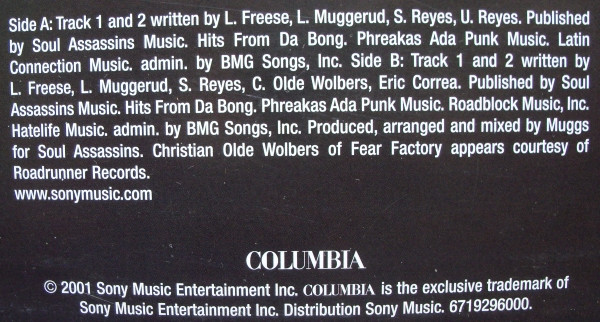 Side A: Track 1 and 2 written by L. Freese, L. Muggerud, S. Reyes, U. Reyes. Published
by Soul Assassins Music. Hits From Da Bong. Phreakas Ada Punk Music. Latin
Connection Music. admin. by BMG Songs, Inc. Side B: Track 1 and 2 written by
L. Freese, L. Muggerud, S. Reyes, C. Olde Wolbers, Eric Correa. Published by Soul
Assassins Music. Hits From Da Bong. Phreakas Ada Punk Music. Roadblock Music, Inc.
Hatelife Music. admin. by BMG Songs, Inc. Produced, arranged and mixed by Muggs
for Soul Assassins. Christian Olde Wolbers of Fear Factory appears courtesy of
Roadrunner Records.
www.sonymusic.com
COLUMBIA
© 2001 Sony Music Entertainment Inc. COLUMBIA is the exclusive trademark of
Sony Music Entertainment Inc. Distribution Sony Music. 6719296000.